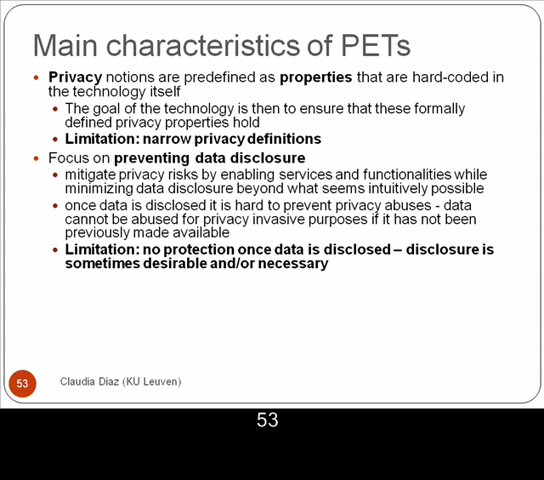 Main characteristics of PETs
• Privacy notions are predefined as properties that are hard-coded in
the technology itself
• The goal of the technology is then to ensure that these formally
defined privacy properties hold
• Limitation: narrow privacy definitions
• Focus on preventing data disclosure
• mitigate privacy risks by enabling services and functionalities while
minimizing data disclosure beyond what seems intuitively possible
• once data is disclosed it is hard to prevent privacy abuses - data
cannot be abused for privacy invasive purposes if it has not been
previously made available
• Limitation: no protection once data is disclosed – disclosure is
sometimes desirable and/or necessary
53
Claudia Diaz (KU Leuven)
53